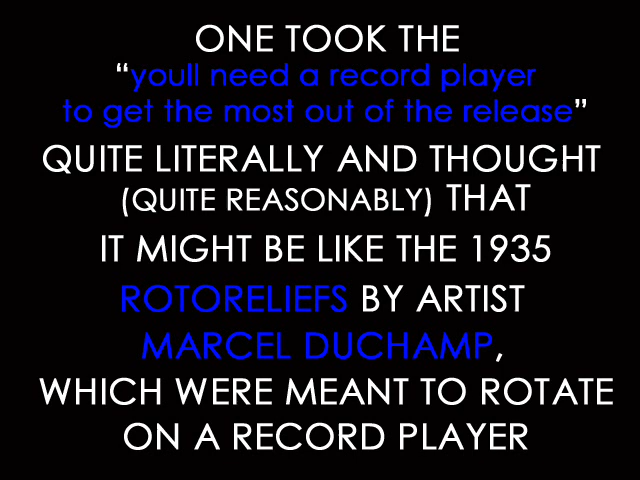 ONE TOOK THE
“youll need a record player
to get the most out of the release”
QUITE LITERALLY AND THOUGHT
(QUITE REASONABLY) THAT
IT MIGHT BE LIKE THE 1935
ROTORELIEFS BY ARTIST
MARCEL DUCHAMP,
WHICH WERE MEANT TO ROTATE
ON A RECORD PLAYER